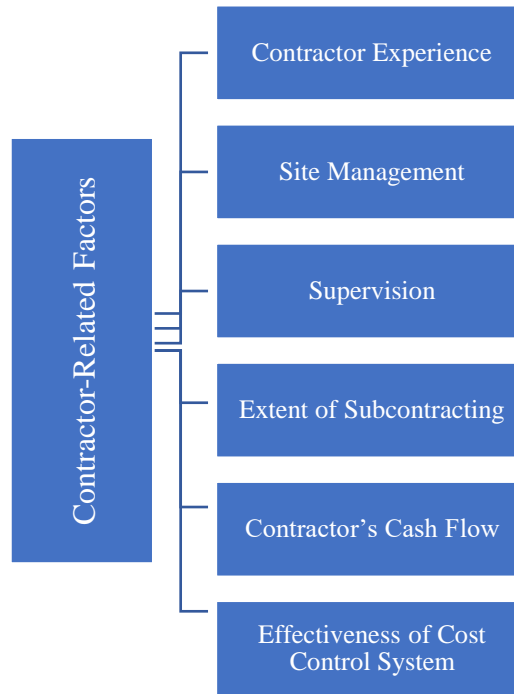 Contractor-Related Factors
Contractor Experience
Site Management
Supervision
Extent of Subcontracting
Contractor’s Cash Flow
Effectiveness of Cost
Control System